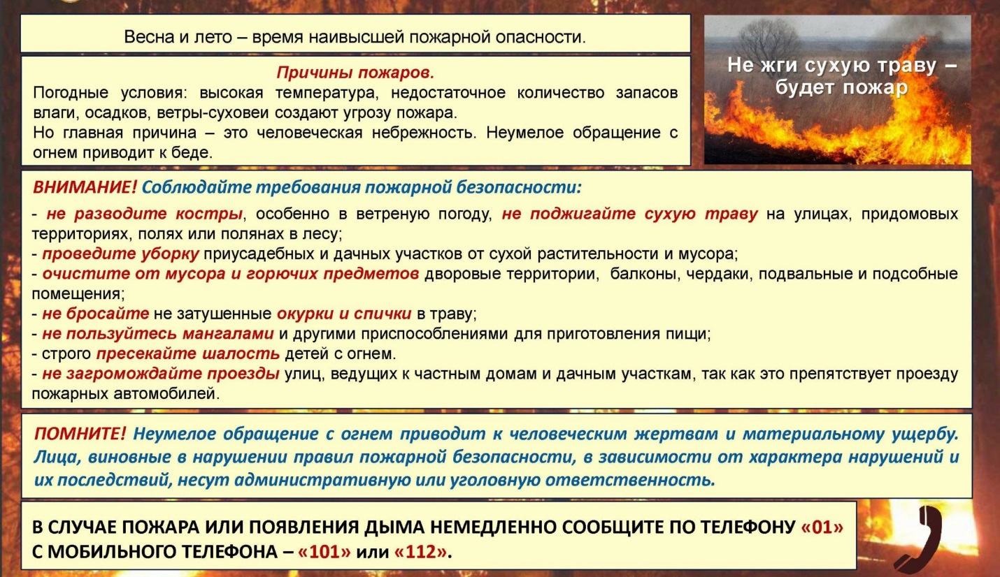 Весна и лето – время наивысшей пожарной опасности.
Не жги сухую траву –
будет пожар
Причины пожаров.
Погодные условия: высокая температура, недостаточное количество запасов
влаги, осадков, ветры-суховеи создают угрозу пожара.
Но главная причина – это человеческая небрежность. Неумелое обращение с
огнем приводит к беде.
ВНИМАНИЕ! Соблюдайте требования пожарной безопасности:
- не разводите костры, особенно в ветреную погоду, не поджигайте сухую траву на улицах, придомовых
территориях, полях или полянах в лесу;
- проведите уборку приусадебных и дачных участков от сухой растительности и мусора;
- очистите от мусора и горючих предметов дворовые территории, балконы, чердаки, подвальные и подсобные
помещения;
- не бросайте не затушенные окурки и спички в траву;
- не пользуйтесь мангалами и другими приспособлениями для приготовления пищи;
- строго пресекайте шалость детей с огнем.
- не загромождайте проезды улиц, ведущих к частным домам и дачным участкам, так как это препятствует проезду
пожарных автомобилей.
ПОМНИТЕ! Неумелое обращение с огнем приводит к человеческим жертвам и материальному ущербу.
Лица, виновные в нарушении правил пожарной безопасности, в зависимости от характера нарушений и
их последствий, несут административную или уголовную ответственность.
В СЛУЧАЕ ПОЖАРА ИЛИ ПОЯВЛЕНИЯ ДЫМА НЕМЕДЛЕННО СООБЩИТЕ ПО ТЕЛЕФОНУ «01»
С МОБИЛЬНОГО ТЕЛЕФОНА – «101» или «112».